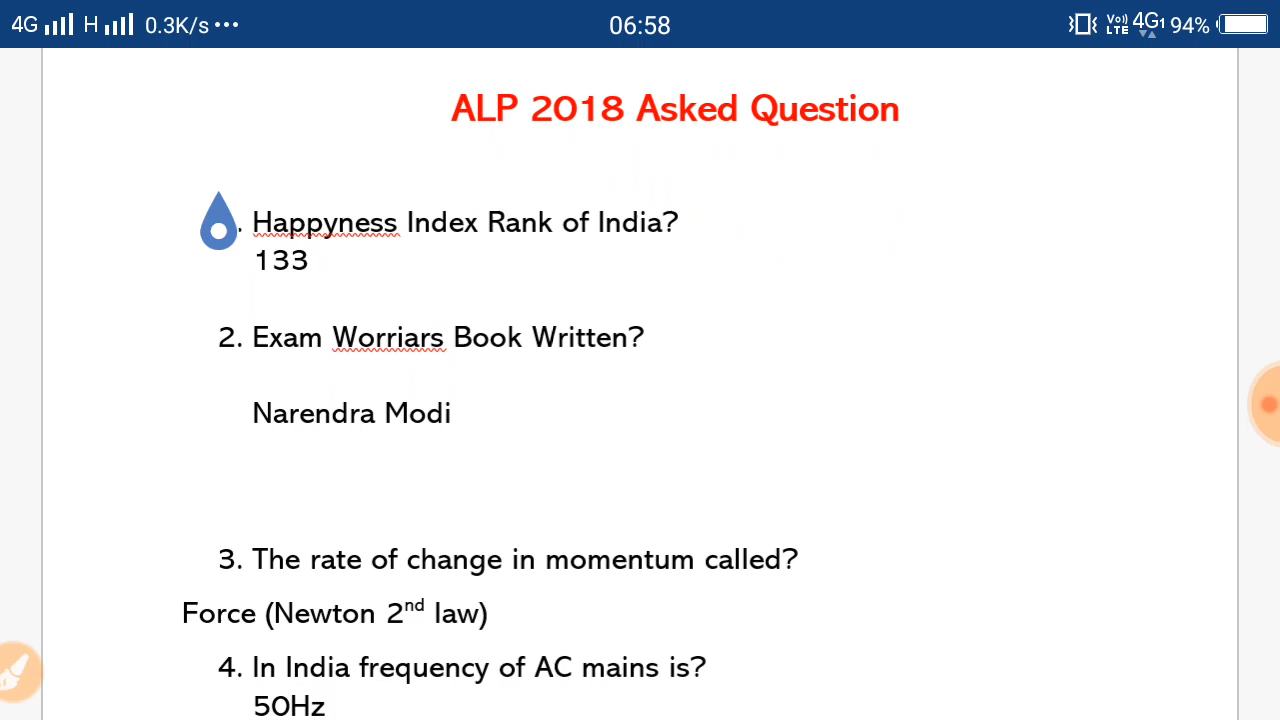 4G H 0.3K/s ••• 06:58 Vo)) LTE 4G1 94%
ALP 2018 Asked Question
. Happyness Index Rank of India?
133
2. Exam Worriars Book Written?
Narendra Modi
3. The rate of change in momentum called?
Force (Newton 2nd law)
4. In India frequency of AC mains is?
50Hz